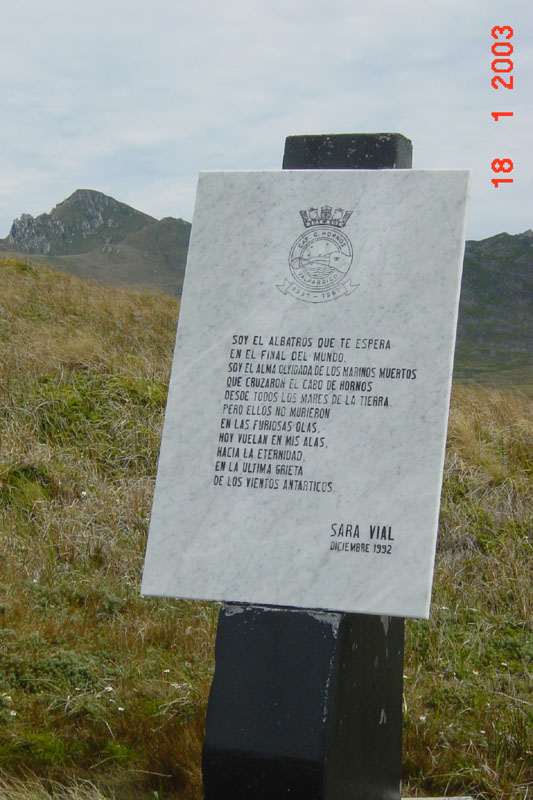 18 1 2003
CAP. C. HORNOS
VALPARAISO
SOY EL ALBATROS QUE TE ESPERA
EN EL FINAL DEL MUNDO.
SOY EL ALMA OLVIDADA DE LOS MARINOS MUERTOS
QUE CRUZARON EL CABO DE HORNOS
DESDE TODOS LOS MARES DE LA TIERRA.
PERO ELLOS NO MURIERON
EN LAS FURIOSAS OLAS,
HOY VUELAN EN MIS ALAS,
HACIA LA ETERNIDAD,
EN LA ULTIMA GRIETA
DE LOS VIENTOS ANTARTICOS.
SARA VIAL
DICIEMBRE 1992